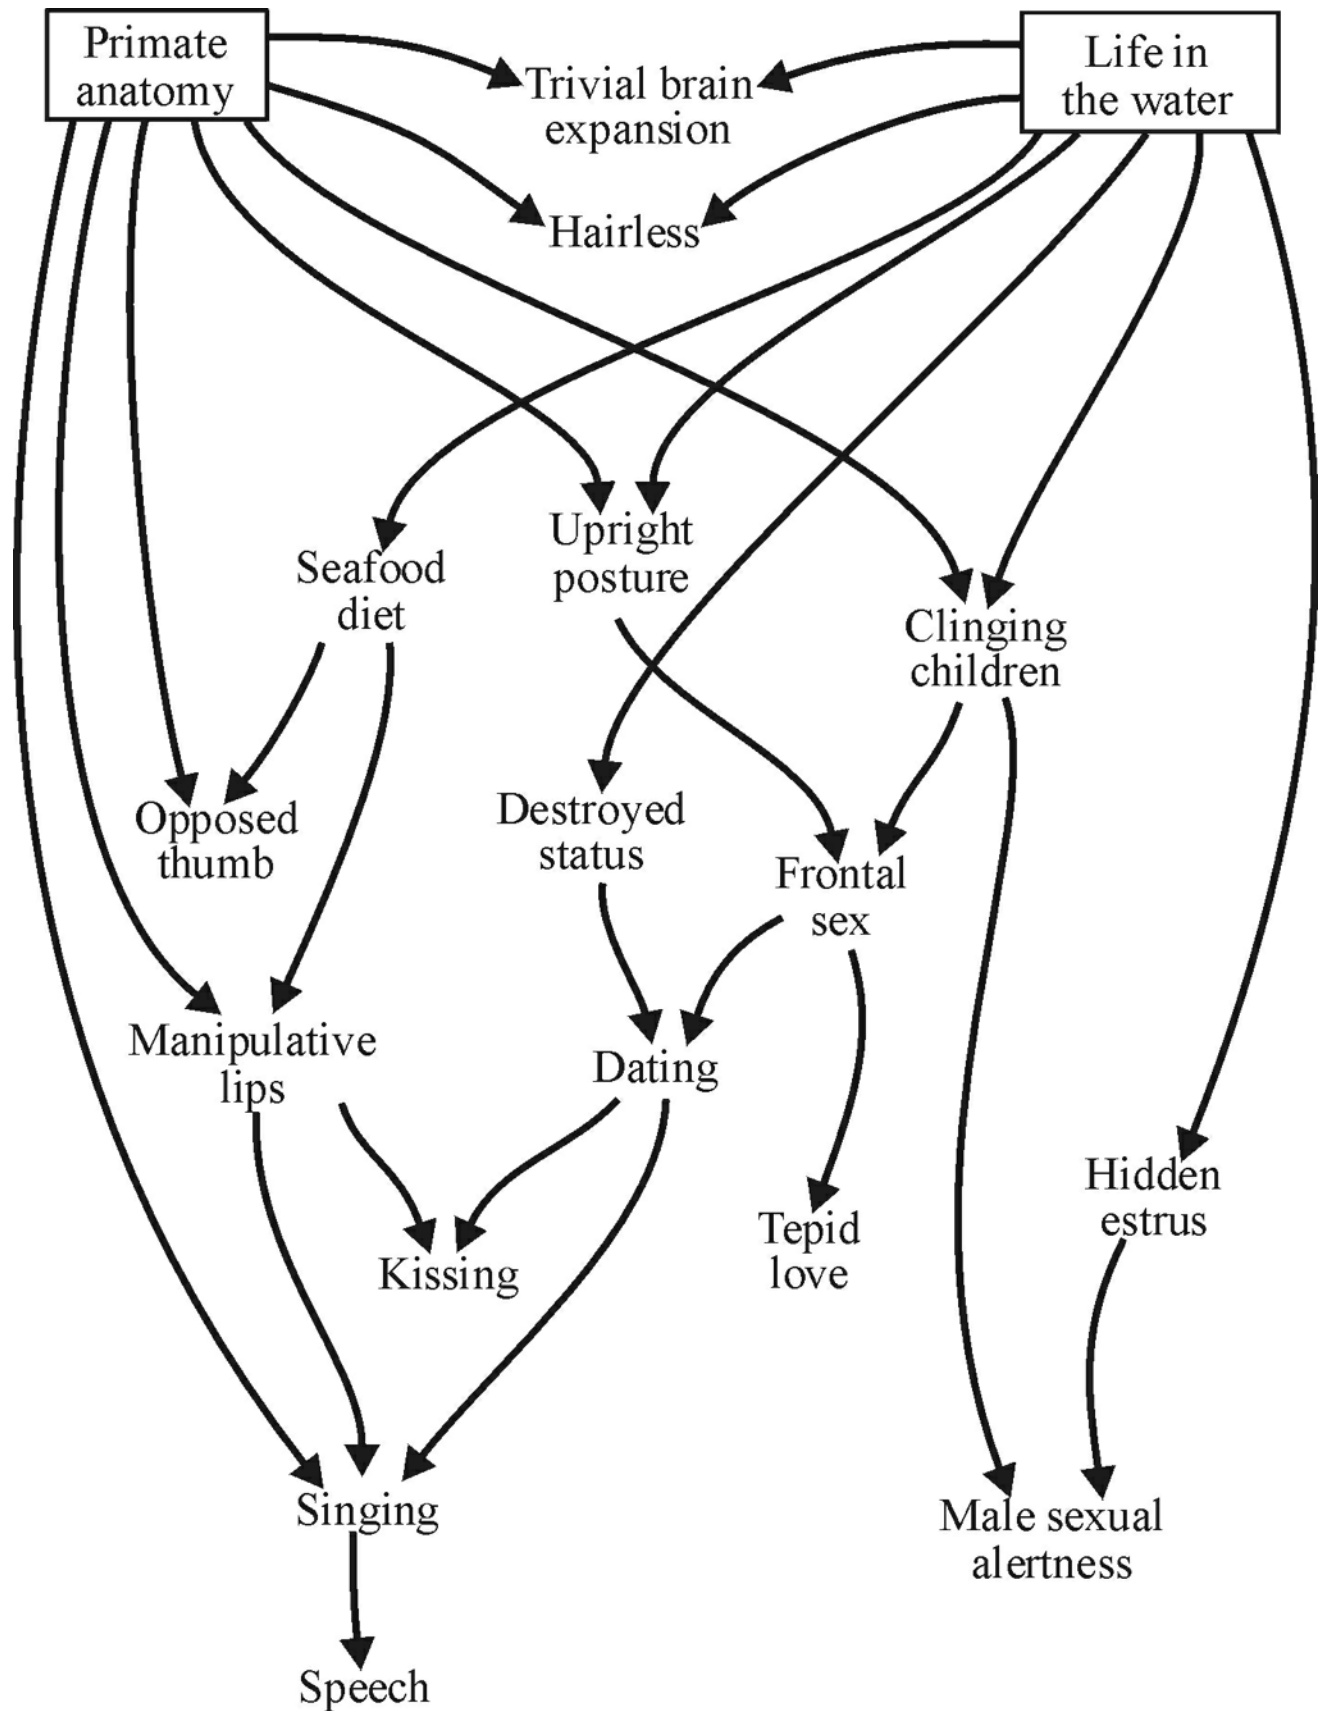 Primate
anatomy
Life in
the water
Trivial brain
expansion
Hairless
Upright
posture
Seafood
diet
Clinging
children
Opposed
thumb
Destroyed
status
Frontal
sex
Manipulative
lips
Dating
Hidden
estrus
Tepid
love
Kissing
Singing
Male sexual
alertness
Speech